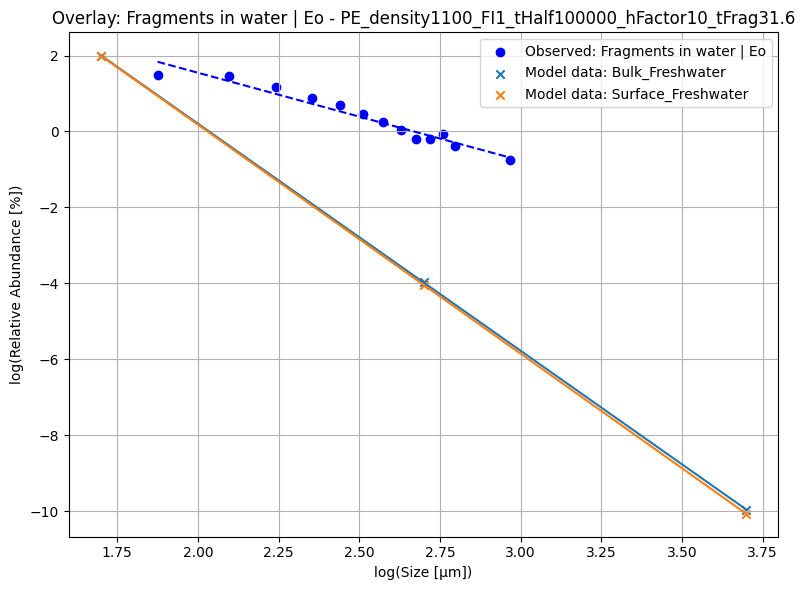 Overlay: Fragments in water | Eo - PE_density1100_FI1_tHalf100000_hFactor10_tFrag31.6
Observed: Fragments in water | Eo
Model data: Bulk_Freshwater
Model data: Surface_Freshwater
log(Relative Abundance [%])
2
0
−2
−4
−6
−8
−10
1.75 2.00 2.25 2.50 2.75 3.00 3.25 3.50 3.75
log(Size [µm])